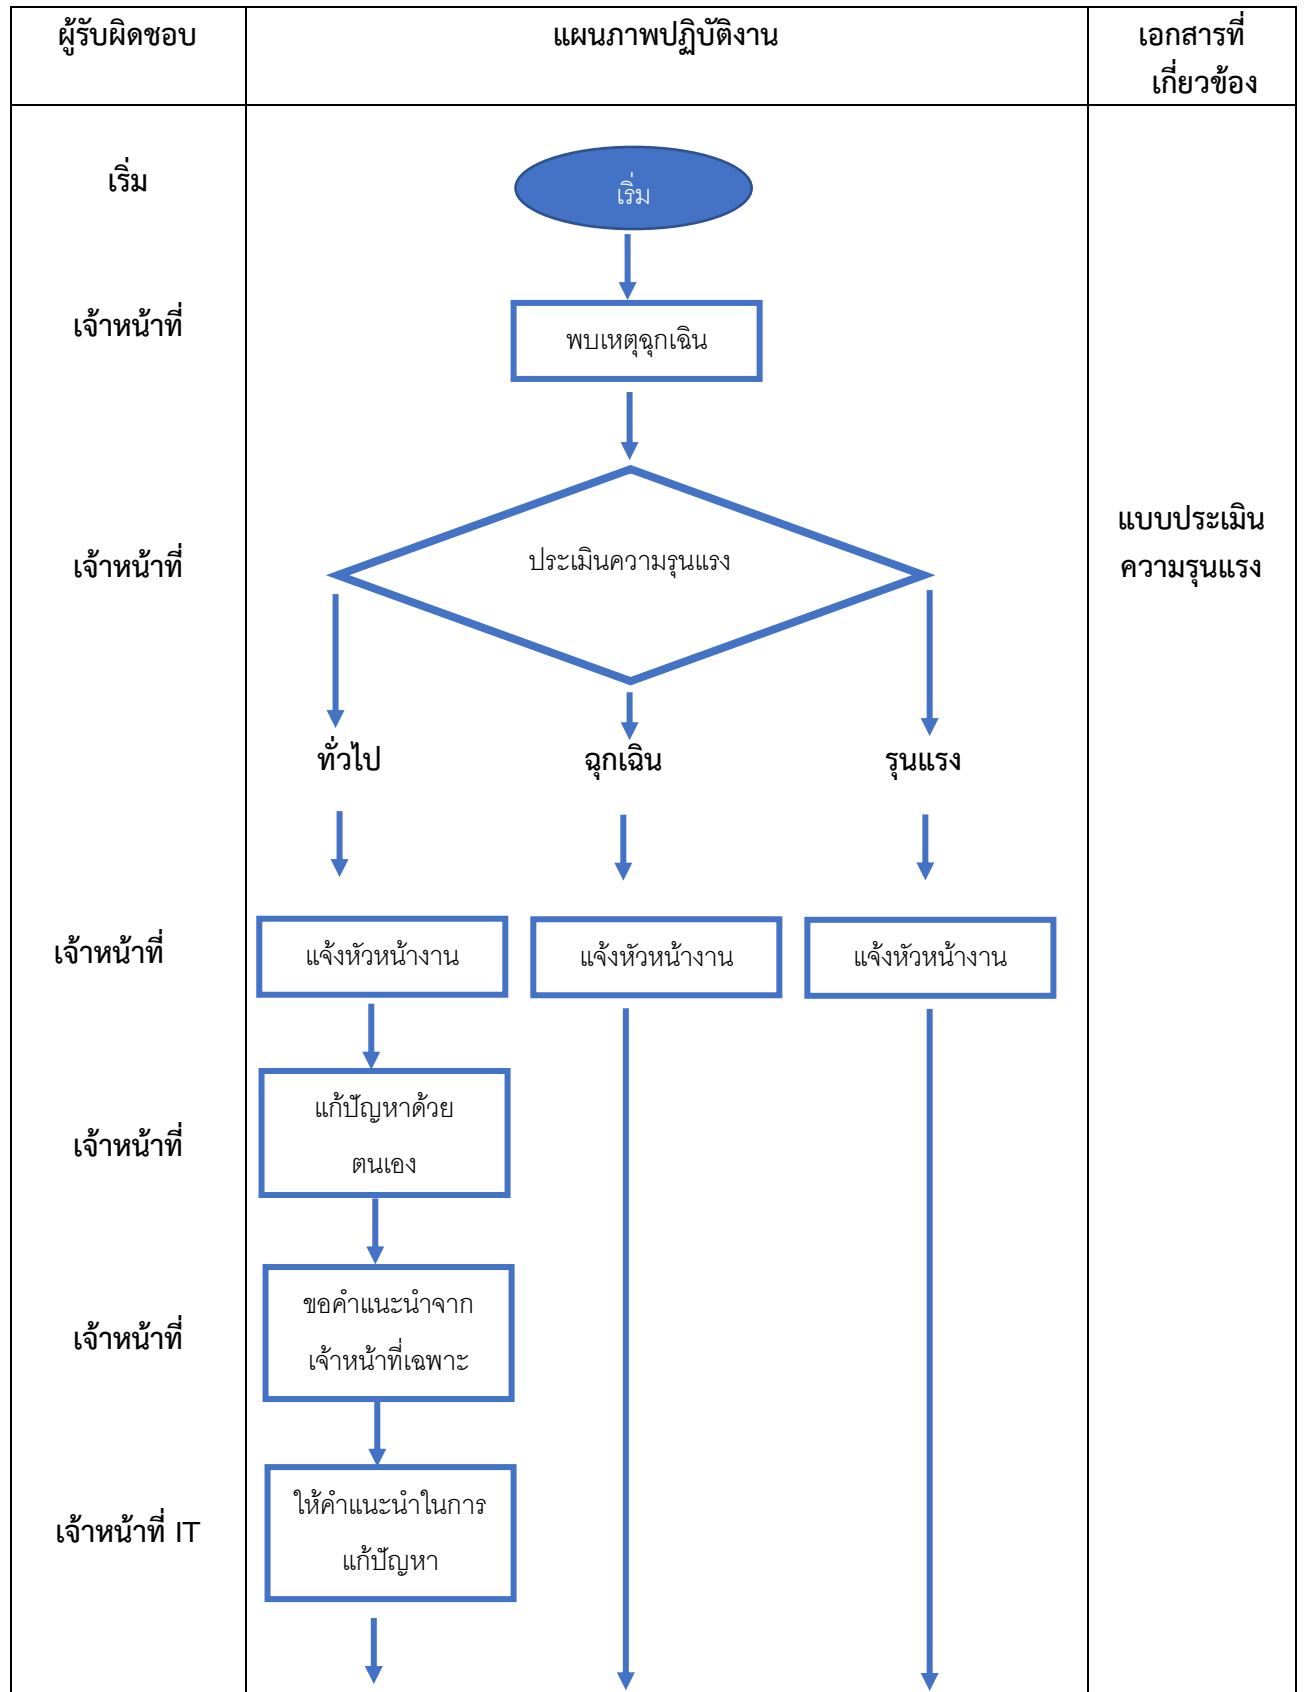 ผู้รับผิดชอบ
แผนภาพปฏิบัติงาน
เอกสารที่
เกี่ยวข้อง
เริ่ม
เริ่ม
เจ้าหน้าที่
พบเหตุฉุกเฉิน
เจ้าหน้าที่
ประเมินความรุนแรง
แบบประเมิน
ความรุนแรง
ทั่วไป
ฉุกเฉิน
รุนแรง
เจ้าหน้าที่
แจ้งหัวหน้างาน
แจ้งหัวหน้างาน
แจ้งหัวหน้างาน
เจ้าหน้าที่
แก้ปัญหาด้วย
ตนเอง
เจ้าหน้าที่
ขอคำแนะนำจาก
เจ้าหน้าที่เฉพาะ
เจ้าหน้าที่ IT
ให้คำแนะนำในการ
แก้ปัญหา